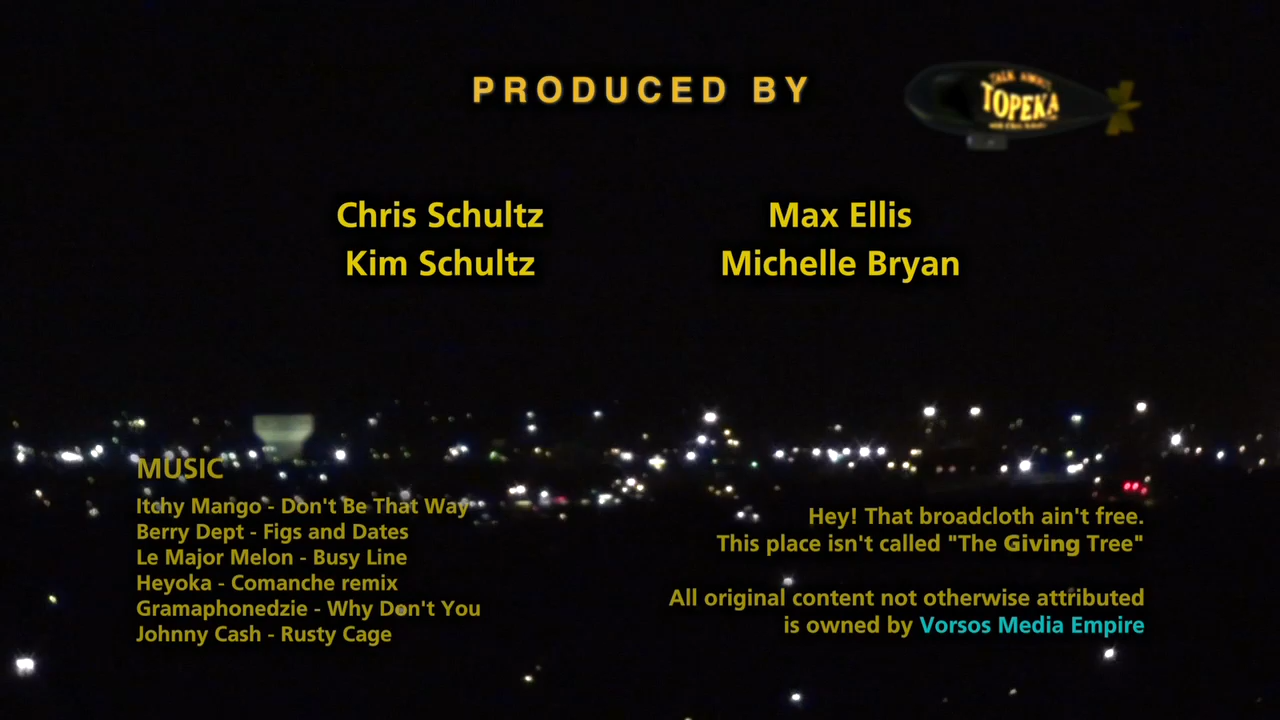 PRODUCED BY
TALK ABOUT
TOPEKA
Chris Schultz
Kim Schultz
Max Ellis
Michelle Bryan
MUSIC
Itchy Mango - Don't Be That Way
Berry Dept - Figs and Dates
Le Major Melon - Busy Line
Heyoka - Comanche remix
Gramaphonedzie - Why Don't You
Johnny Cash - Rusty Cage
Hey! That broadcloth ain't free.
This place isn't called "The Giving Tree"
All original content not otherwise attributed
is owned by Vorsos Media Empire